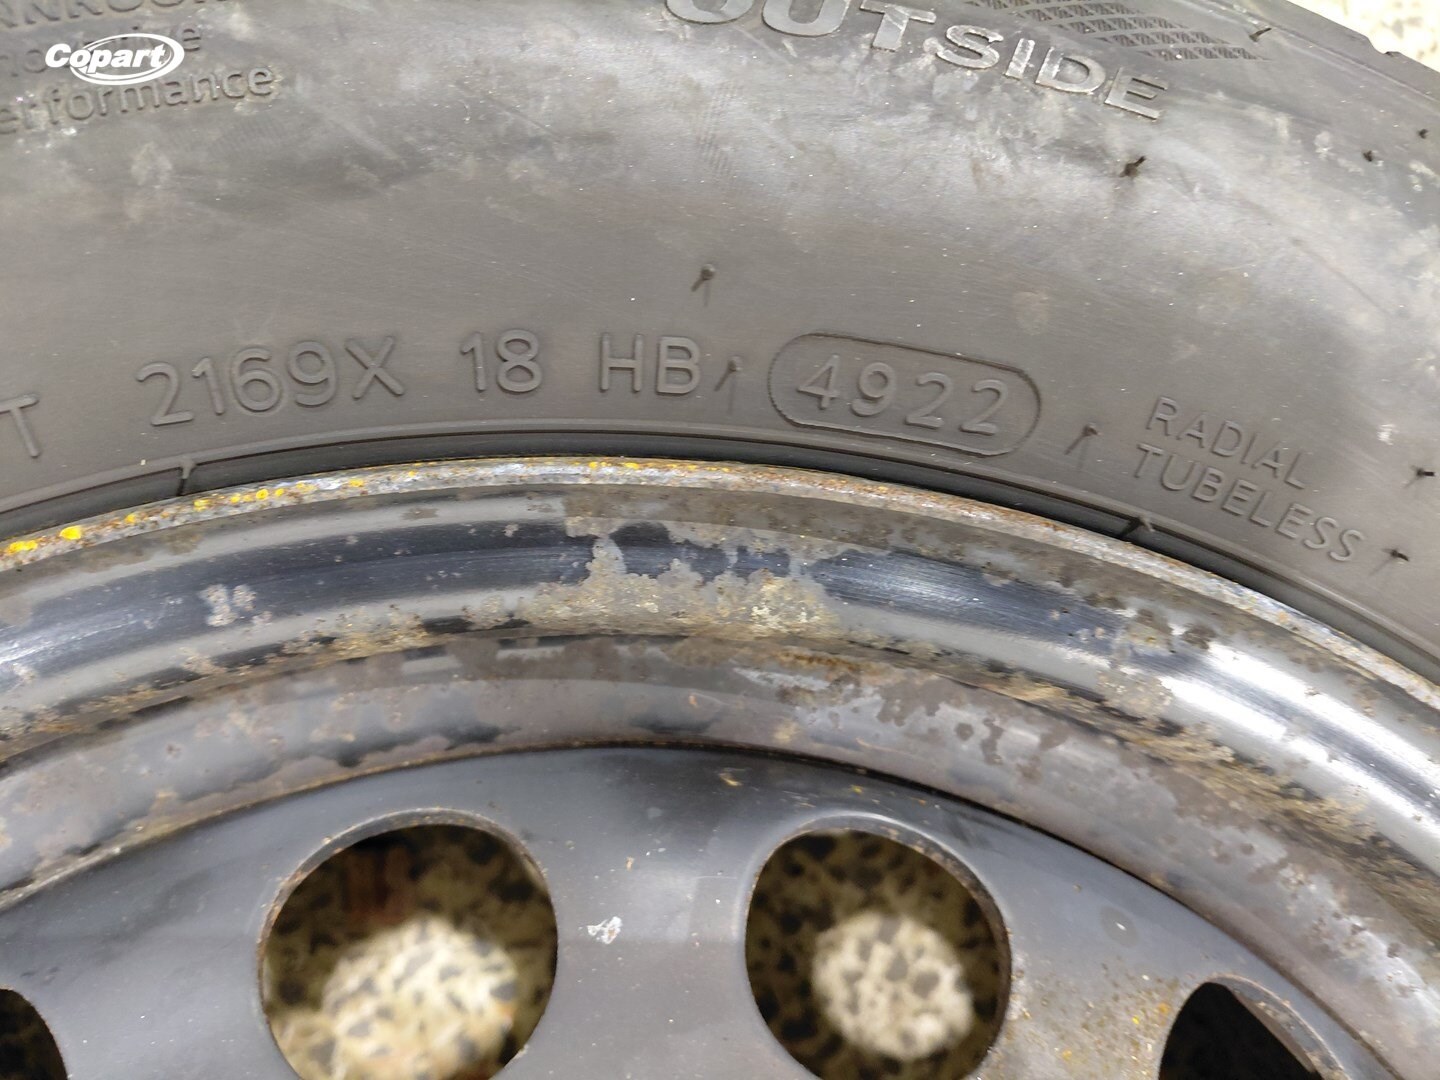 Copart
erformance
OUTSIDE
T 2169X 18 HB 4922
RADIAL
TUBELESS